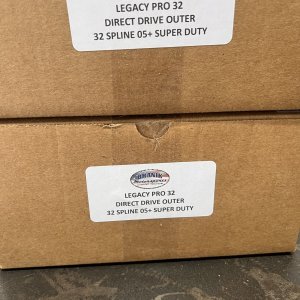 LEGACY PRO 32
DIRECT DRIVE OUTER
32 SPLINE 05+ SUPER DUTY
LEGACY PRO 32
DIRECT DRIVE OUTER
32 SPLINE 05+ SUPER DUTY